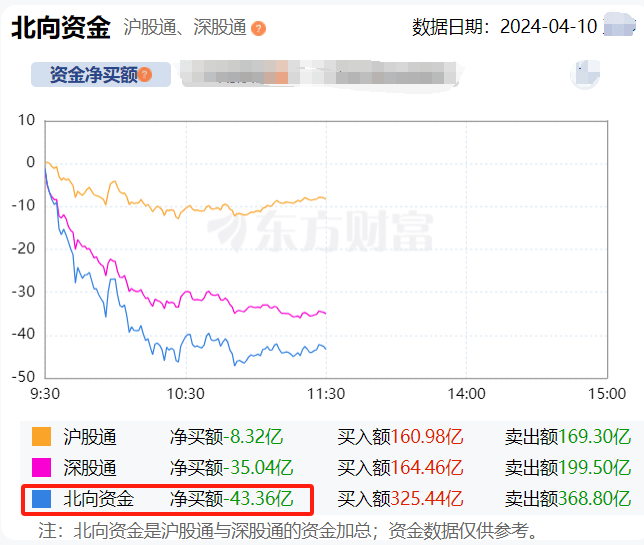 北向资金 沪股通、深股通 ? 数据日期：2024-04-10
资金净买额 ?
10
0
-10
-20
-30
-40
-50
东方财富
9:30 10:30 11:30 14:00 15:00
沪股通 净买额-8.32亿 买入额160.98亿 卖出额169.30亿
深股通 净买额-35.04亿 买入额164.46亿 卖出额199.50亿
北向资金 净买额-43.36亿 买入额325.44亿 卖出额368.80亿
注：北向资金是沪股通与深股通的资金加总；资金数据仅供参考。